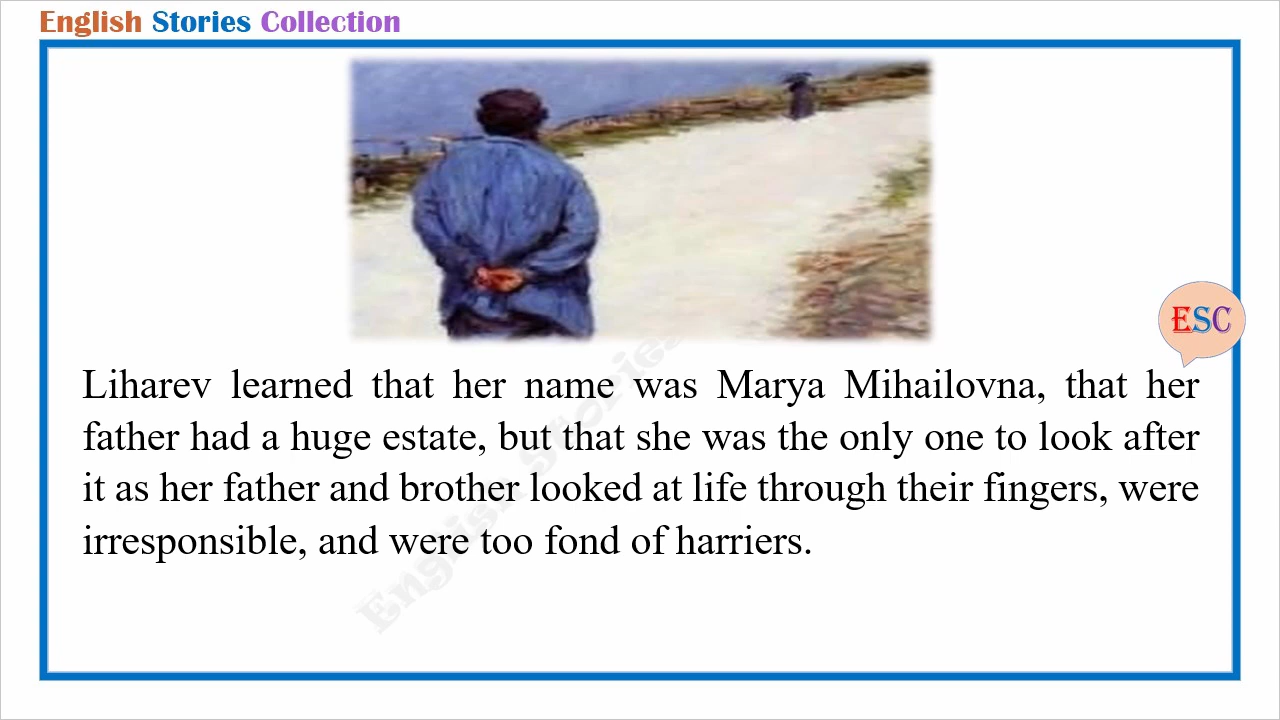 English Stories Collection
ESC
Liharev learned that her name was Marya Mihailovna, that her
father had a huge estate, but that she was the only one to look after
it as her father and brother looked at life through their fingers, were
irresponsible, and were too fond of harriers.
English Stories